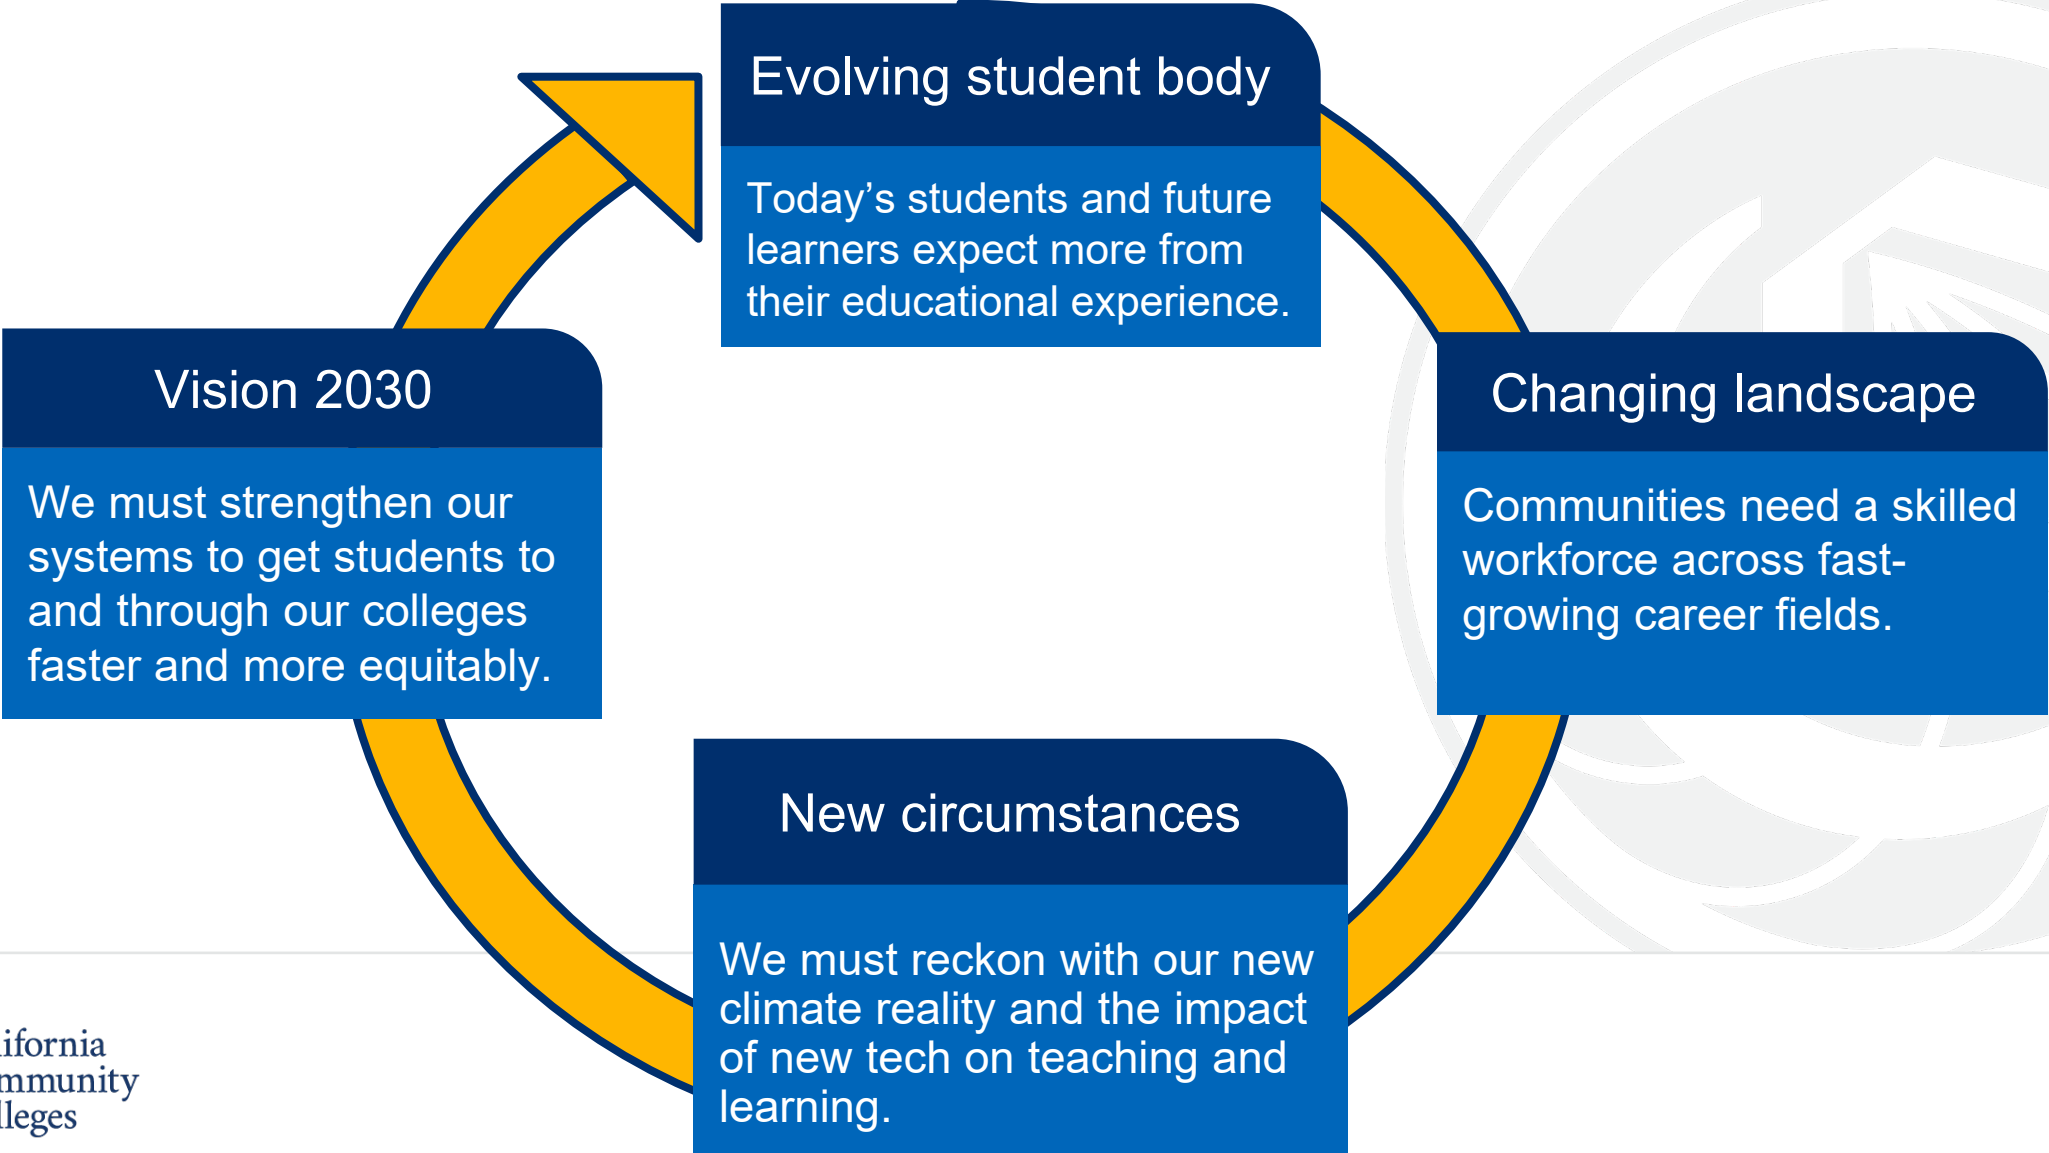 Evolving student body
Today’s students and future
learners expect more from
their educational experience.
Changing landscape
Communities need a skilled
workforce across fast-
growing career fields.
New circumstances
We must reckon with our new
climate reality and the impact
of new tech on teaching and
learning.
Vision 2030
We must strengthen our
systems to get students to
and through our colleges
faster and more equitably.
ifornia
mmunity
lleges